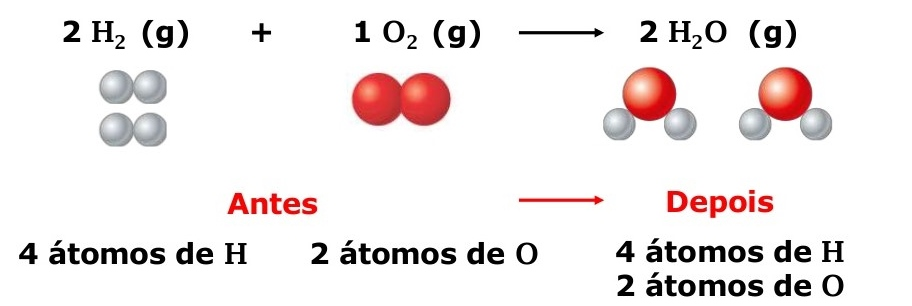 2 H₂ (g) + 1 O₂ (g) ⟶ 2 H₂O (g)
Antes ⟶ Depois
4 átomos de H 2 átomos de O 4 átomos de H
2 átomos de O